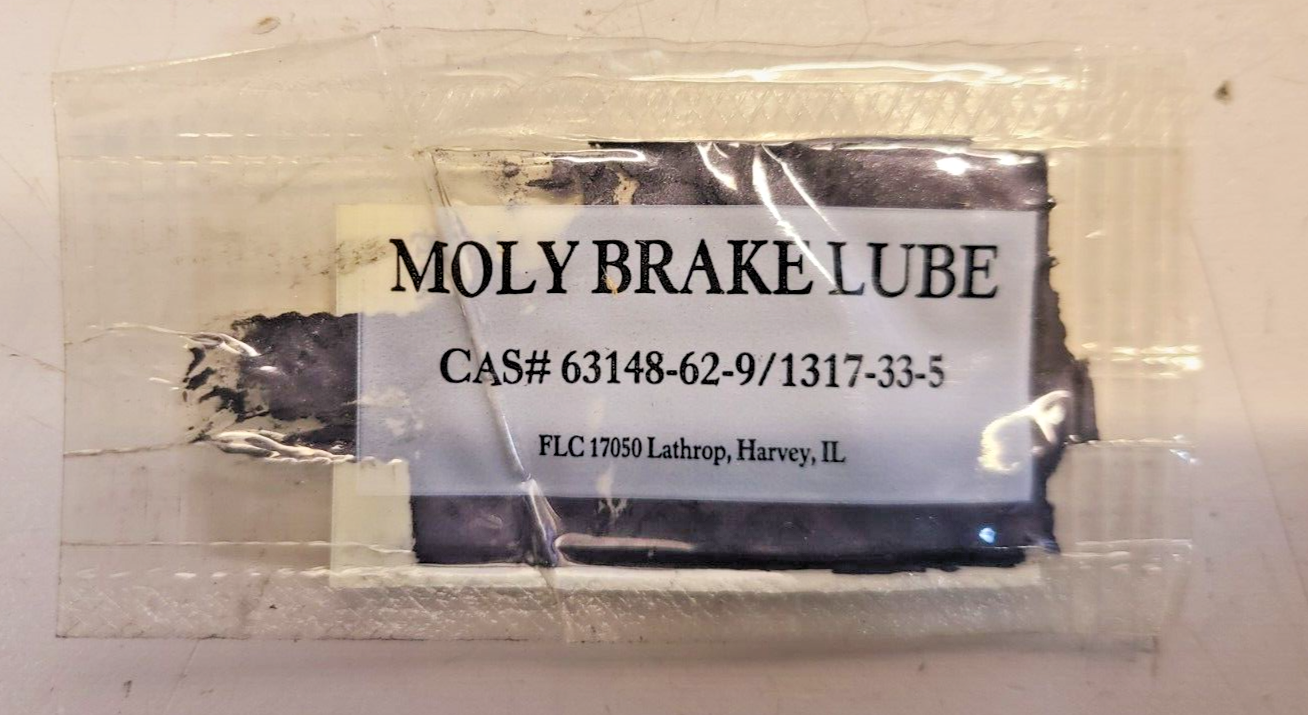 MOLY BRAKE LUBE
CAS# 63148-62-9/1317-33-5
FLC 17050 Lathrop, Harvey, IL